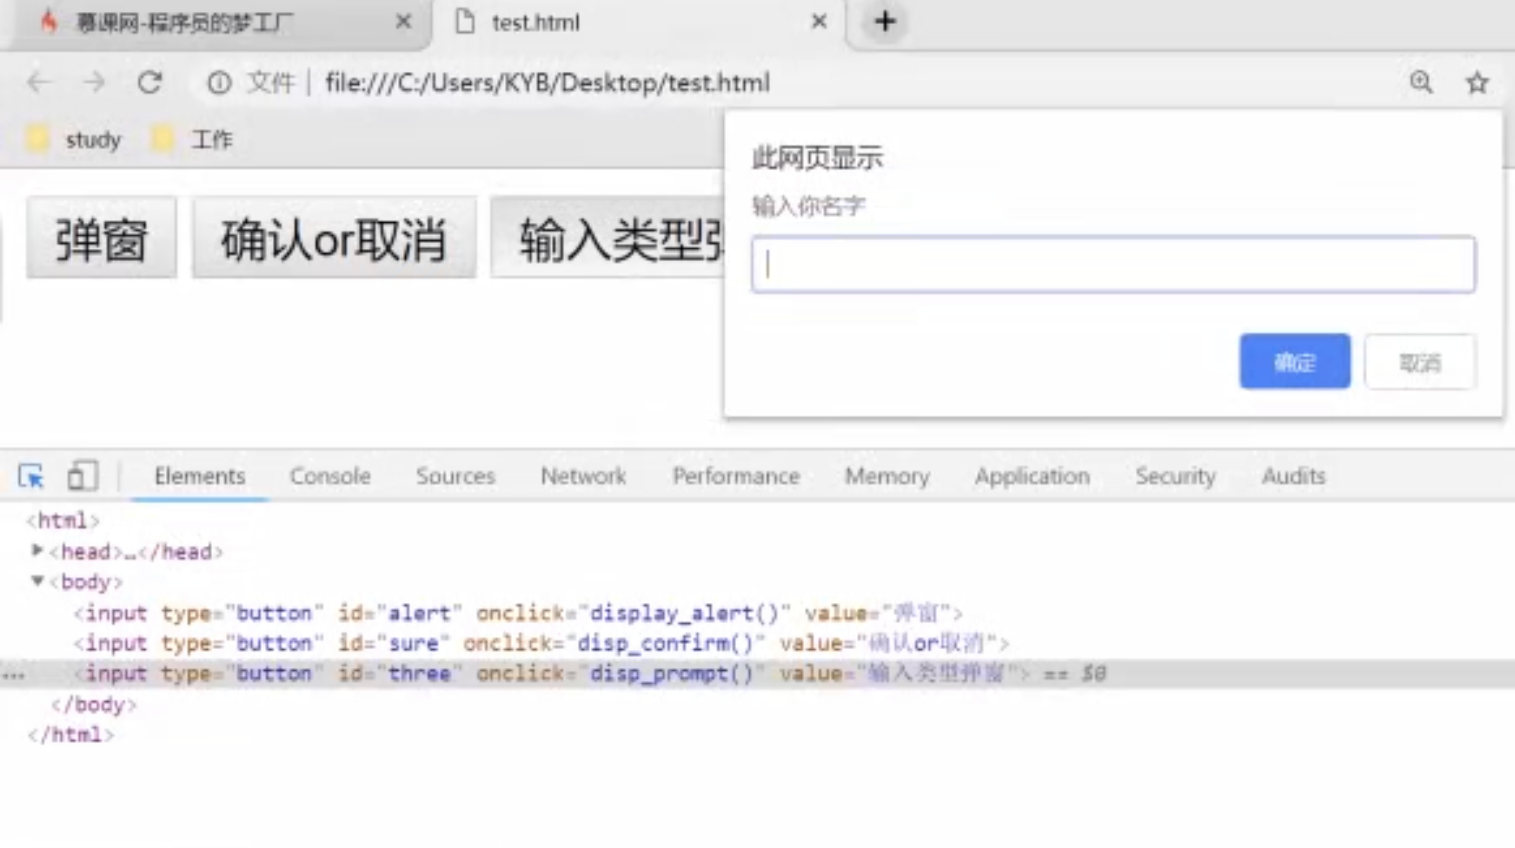 慕课网-程序员的梦工厂
test.html
文件 | file:///C:/Users/KYB/Desktop/test.html
study 工作
此网页显示
输入你名字
弹窗 确认or取消 输入类型弹
确定 取消
Elements Console Sources Network Performance Memory Application Security Audits
<html>
<head>…</head>
<body>
<input type="button" id="alert" onclick="display_alert()" value="弹窗">
<input type="button" id="sure" onclick="disp_confirm()" value="确认or取消">
... <input type="button" id="three" onclick="disp_prompt()" value="输入类型弹窗"> == $0
</body>
</html>